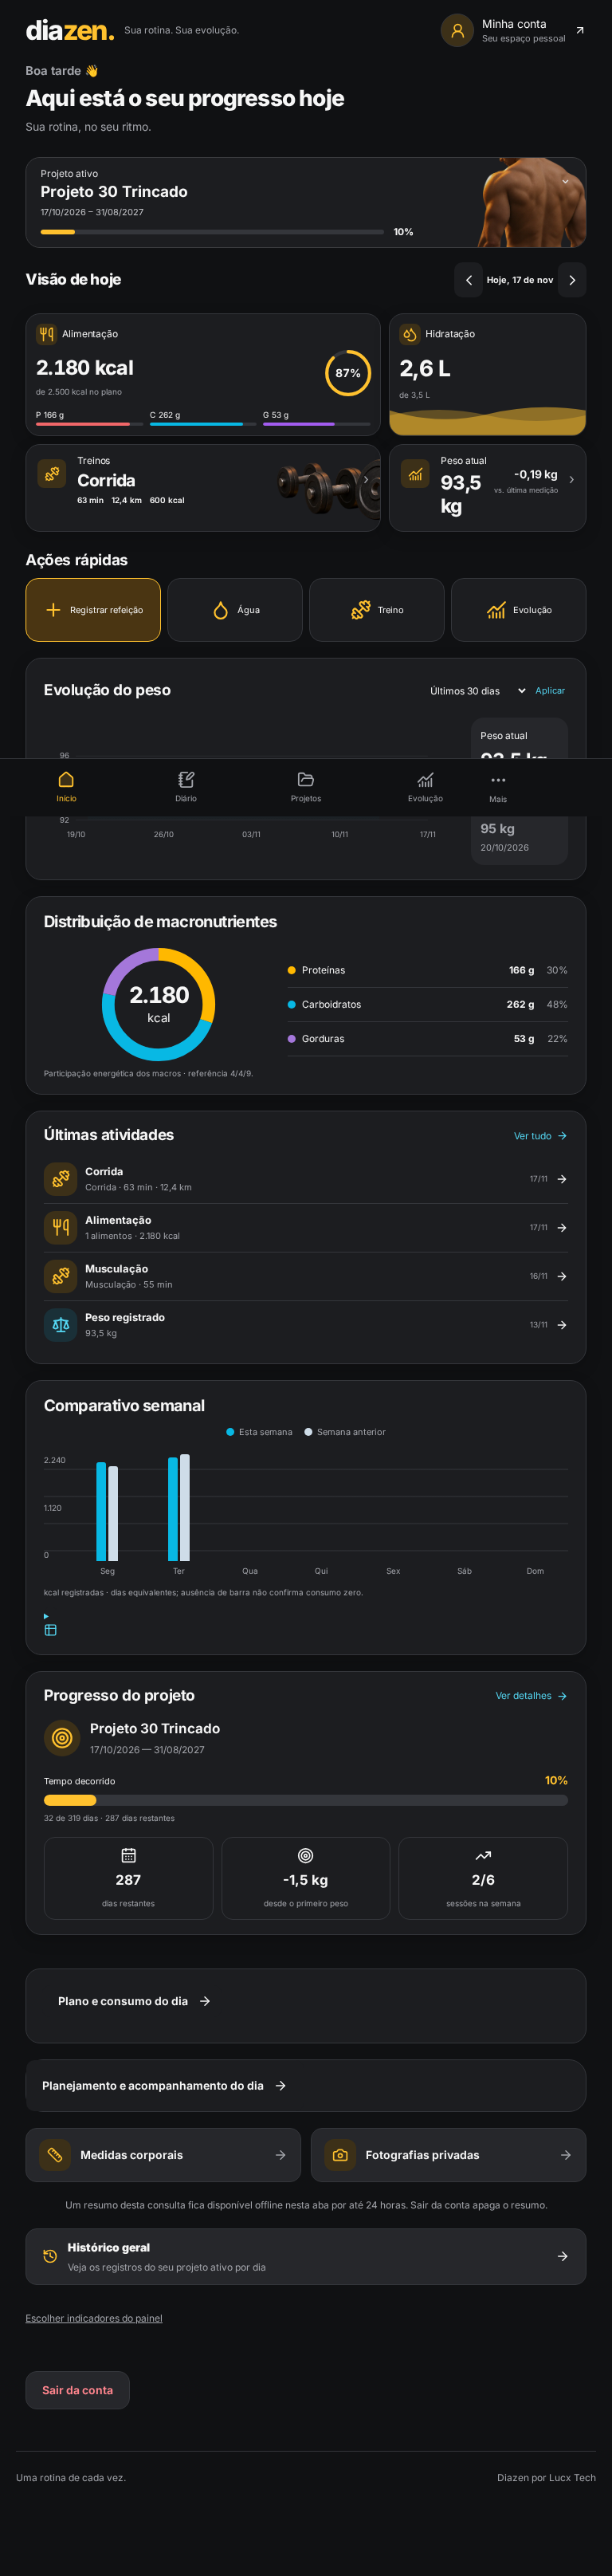 diazen. Sua rotina. Sua evolução.
Minha conta
Seu espaço pessoal
Boa tarde 👋
Aqui está o seu progresso hoje
Sua rotina, no seu ritmo.
Projeto ativo
Projeto 30 Trincado
17/10/2026 – 31/08/2027
10%
Visão de hoje
Hoje, 17 de nov
Alimentação
2.180 kcal
de 2.500 kcal no plano
87%
P 166 g C 262 g G 53 g
Hidratação
2,6 L
de 3,5 L
Treinos
Corrida
63 min 12,4 km 600 kcal
Peso atual
93,5
kg
-0,19 kg
vs. última medição
Ações rápidas
Registrar refeição
Água
Treino
Evolução
Evolução do peso
Últimos 30 dias
Aplicar
Peso atual
96
Início
Diário
Projetos
Evolução
Mais
92
19/10 26/10 03/11 10/11 17/11
95 kg
20/10/2026
Distribuição de macronutrientes
2.180
kcal
Proteínas 166 g 30%
Carboidratos 262 g 48%
Gorduras 53 g 22%
Participação energética dos macros · referência 4/4/9.
Últimas atividades
Ver tudo
Corrida
Corrida · 63 min · 12,4 km
17/11
Alimentação
1 alimentos · 2.180 kcal
17/11
Musculação
Musculação · 55 min
16/11
Peso registrado
93,5 kg
13/11
Comparativo semanal
Esta semana Semana anterior
2.240
1.120
0
Seg Ter Qua Qui Sex Sáb Dom
kcal registradas · dias equivalentes; ausência de barra não confirma consumo zero.
Progresso do projeto
Ver detalhes
Projeto 30 Trincado
17/10/2026 — 31/08/2027
Tempo decorrido 10%
32 de 319 dias · 287 dias restantes
287
dias restantes
-1,5 kg
desde o primeiro peso
2/6
sessões na semana
Plano e consumo do dia
Planejamento e acompanhamento do dia
Medidas corporais
Fotografias privadas
Um resumo desta consulta fica disponível offline nesta aba por até 24 horas. Sair da conta apaga o resumo.
Histórico geral
Veja os registros do seu projeto ativo por dia
Escolher indicadores do painel
Sair da conta
Uma rotina de cada vez.
Diazen por Lucx Tech